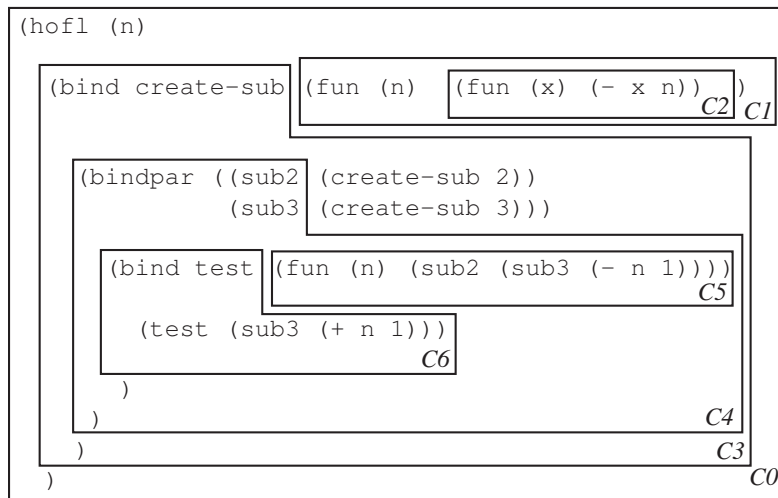 (hofl (n)
(bind create-sub (fun (n) (fun (x) (- x n)) )
C2 C1
(bindpar ((sub2 (create-sub 2))
(sub3 (create-sub 3)))
(bind test (fun (n) (sub2 (sub3 (- n 1))))
C5
(test (sub3 (+ n 1)))
C6
)
) C4
) C3
) C0